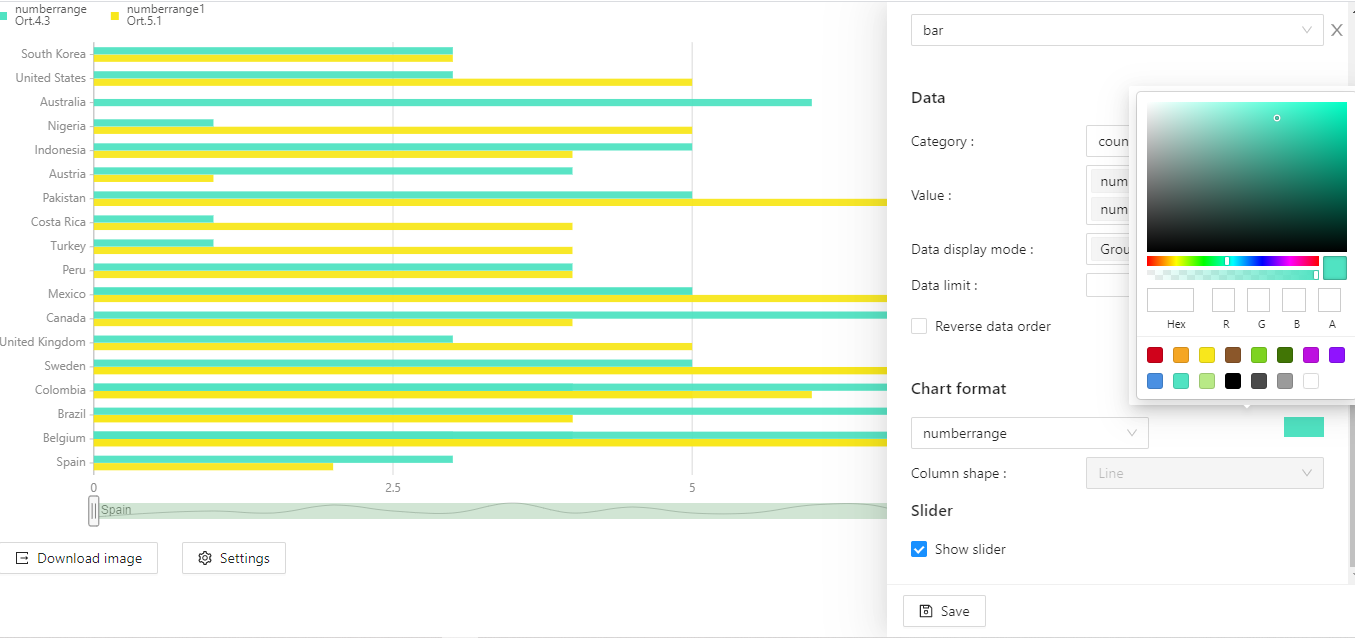 numberrange
Ort.4.3
numberrange1
Ort.5.1
South Korea
United States
Australia
Nigeria
Indonesia
Austria
Pakistan
Costa Rica
Turkey
Peru
Mexico
Canada
United Kingdom
Sweden
Colombia
Brazil
Belgium
Spain
0
2.5
5
Spain
Download image
Settings
bar
X
Data
Category :
coun
Value :
num
num
Data display mode :
Grou
Data limit :
Reverse data order
Hex
R
G
B
A
Chart format
numberrange
Column shape :
Line
Slider
Show slider
Save